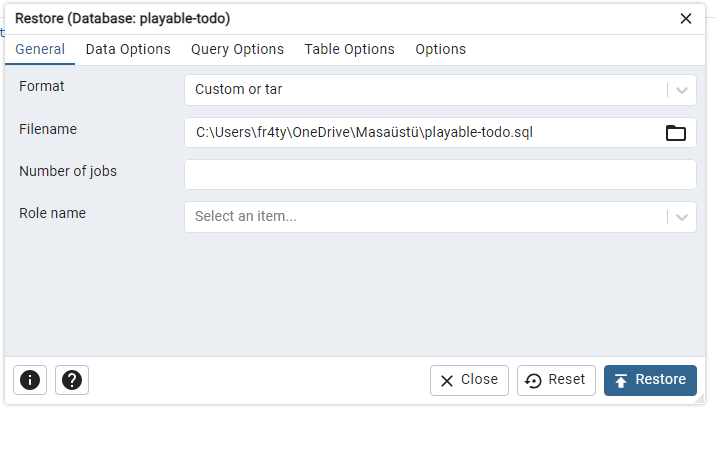 t
Restore (Database: playable-todo)
General Data Options Query Options Table Options Options
Format Custom or tar
Filename C:\Users\fr4ty\OneDrive\Masaüstü\playable-todo.sql
Number of jobs
Role name Select an item...
Close Reset Restore